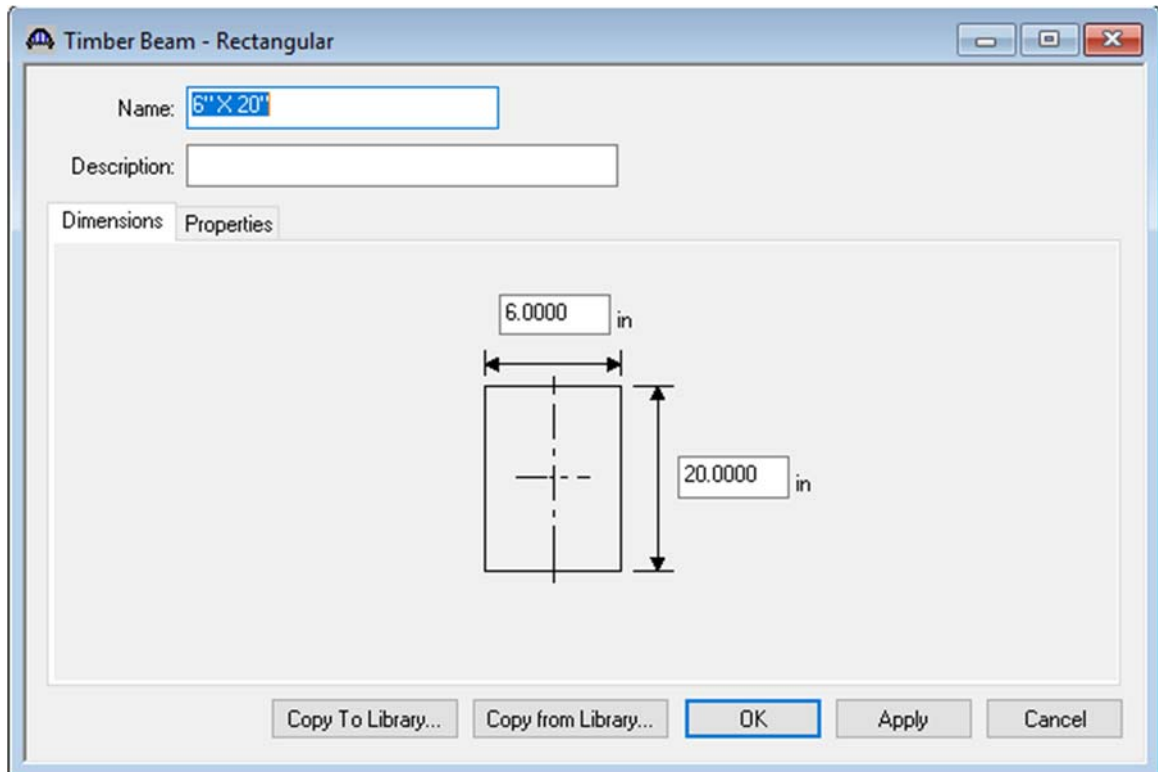 Timber Beam - Rectangular
Name: 6" X 20"
Description:
Dimensions Properties
6.0000 in
20.0000 in
Copy To Library... Copy from Library... OK Apply Cancel